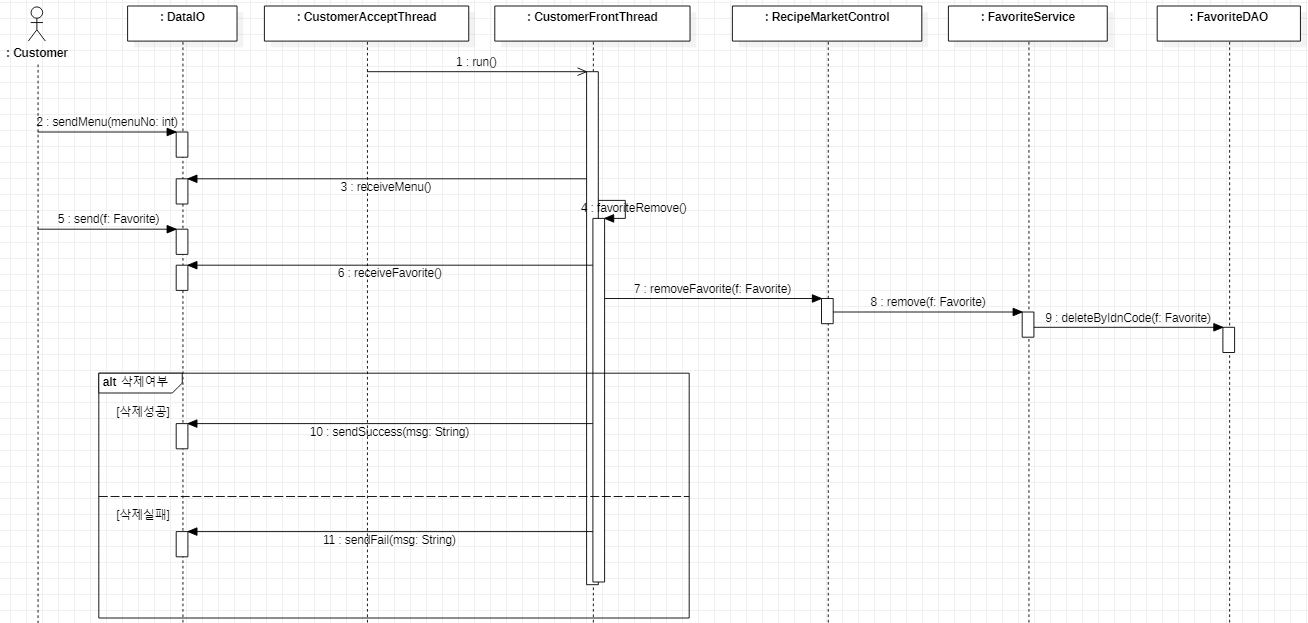 : Customer
: DataIO
: CustomerAcceptThread
: CustomerFrontThread
: RecipeMarketControl
: FavoriteService
: FavoriteDAO
1 : run()
2 : sendMenu(menuNo: int)
3 : receiveMenu()
4 : favoriteRemove()
5 : send(f: Favorite)
6 : receiveFavorite()
7 : removeFavorite(f: Favorite)
8 : remove(f: Favorite)
9 : deleteByIdnCode(f: Favorite)
alt 삭제여부
[삭제성공]
10 : sendSuccess(msg: String)
[삭제실패]
11 : sendFail(msg: String)